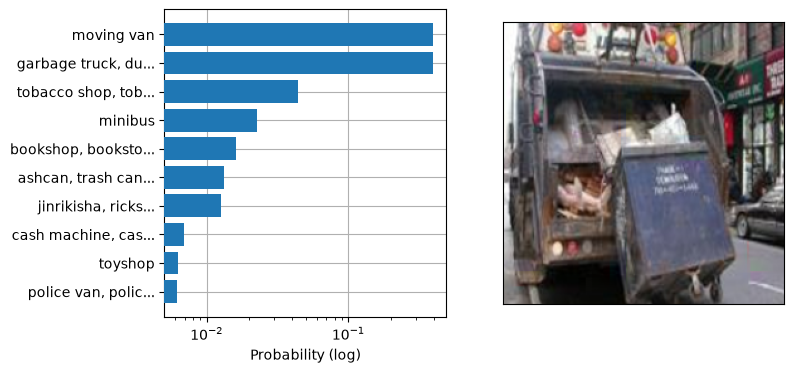 moving van
garbage truck, du...
tobacco shop, tob...
minibus
bookshop, booksto...
ashcan, trash can...
jinrikisha, ricks...
cash machine, cas...
toyshop
police van, polic...
10⁻²
10⁻¹
Probability (log)
THREE